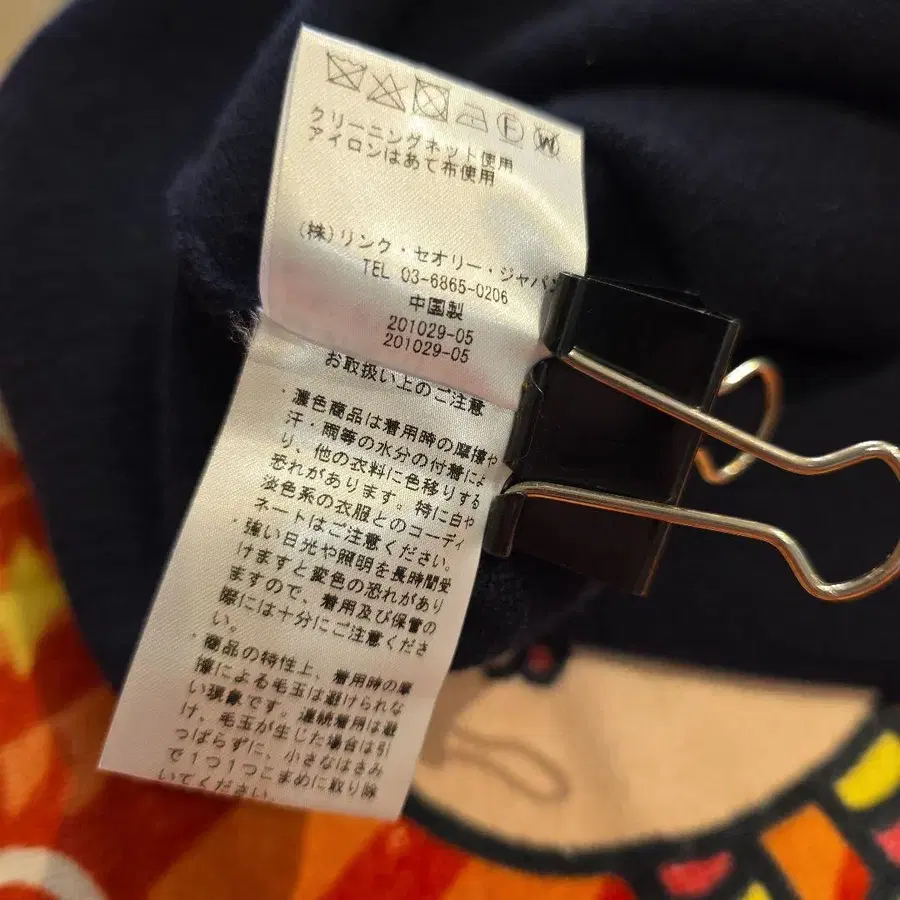 クリーニングネット使用
アイロンはあて布使用
(株)リンク・セオリー・ジャパン
TEL 03-6865-0206
中国製
201029-05
201029-05
お取扱い上のご注意
・濃色商品は着用時の摩擦や
汗・雨等の水分の付着によ
り、他の衣料に色移りする
恐れがあります。特に白や
淡色系の衣服とのコーディ
ネートはご注意ください。
・強い日光や照明を長時間受
けますと変色の恐れがあり
ますので、着用及び保管の
際には十分にご注意くださ
い。
・商品の特性上、着用時の摩
擦による毛玉は避けられな
い現象です。連続着用は避
け、毛玉が生じた場合は引
っぱらずに、小さなはさみ
で1つ1つこまめに取り除
いてください。